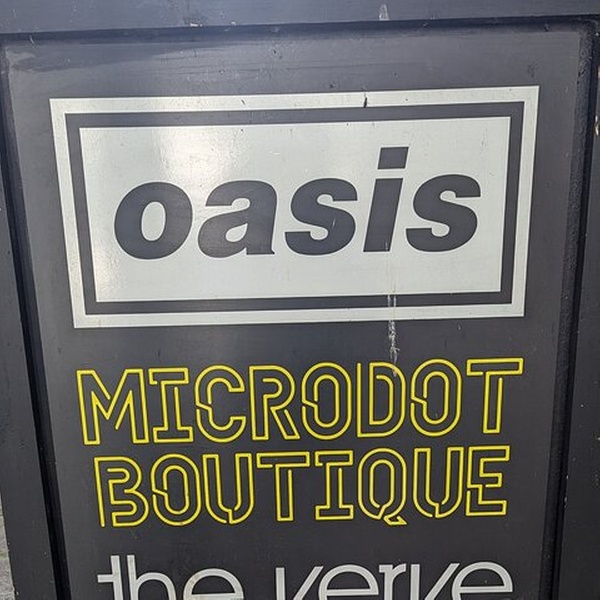 oasis
MICRODOT
BOUTIQUE
the verve